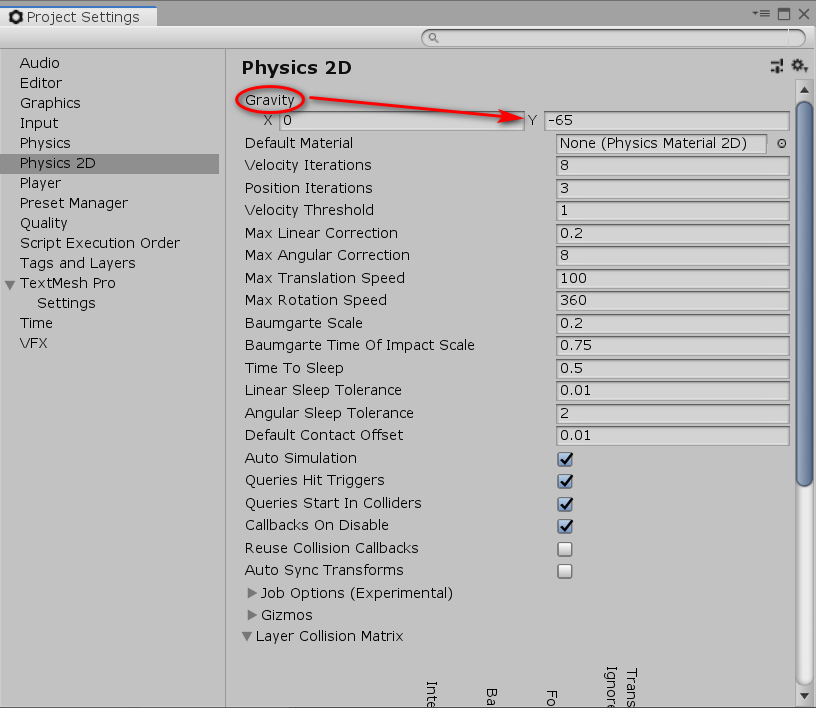 Project Settings
Audio
Editor
Graphics
Input
Physics
Physics 2D
Player
Preset Manager
Quality
Script Execution Order
Tags and Layers
TextMesh Pro
Settings
Time
VFX
Physics 2D
Gravity
X 0 Y -65
Default Material None (Physics Material 2D)
Velocity Iterations 8
Position Iterations 3
Velocity Threshold 1
Max Linear Correction 0.2
Max Angular Correction 8
Max Translation Speed 100
Max Rotation Speed 360
Baumgarte Scale 0.2
Baumgarte Time Of Impact Scale 0.75
Time To Sleep 0.5
Linear Sleep Tolerance 0.01
Angular Sleep Tolerance 2
Default Contact Offset 0.01
Auto Simulation
Queries Hit Triggers
Queries Start In Colliders
Callbacks On Disable
Reuse Collision Callbacks
Auto Sync Transforms
Job Options (Experimental)
Gizmos
Layer Collision Matrix
Inte
Ba
Fo
Ignore
Trans